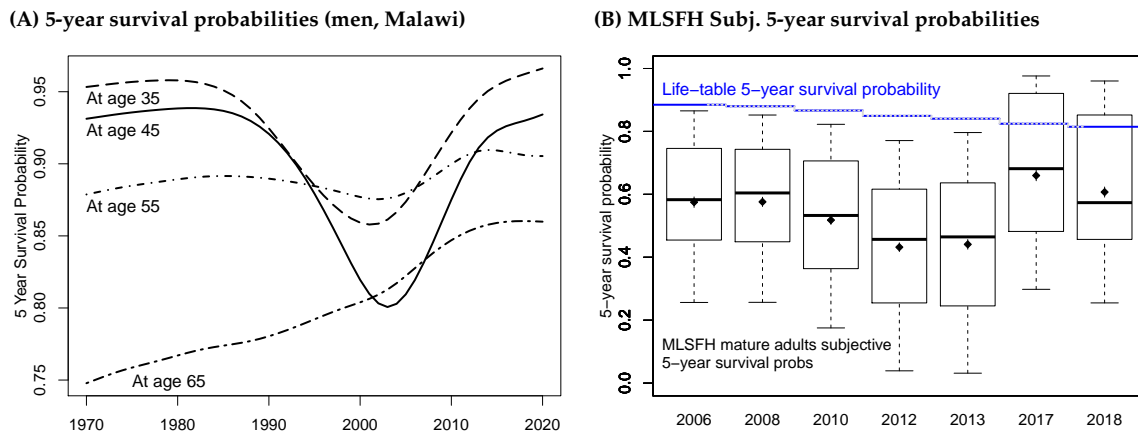 (A) 5-year survival probabilities (men, Malawi)
5 Year Survival Probability
0.95
0.90
0.85
0.80
0.75
At age 35
At age 45
At age 55
At age 65
1970 1980 1990 2000 2010 2020
(B) MLSFH Subj. 5-year survival probabilities
5−year survival probability
1.0
0.8
0.6
0.4
0.2
0.0
Life−table 5−year survival probability
MLSFH mature adults subjective
5−year survival probs
2006 2008 2010 2012 2013 2017 2018